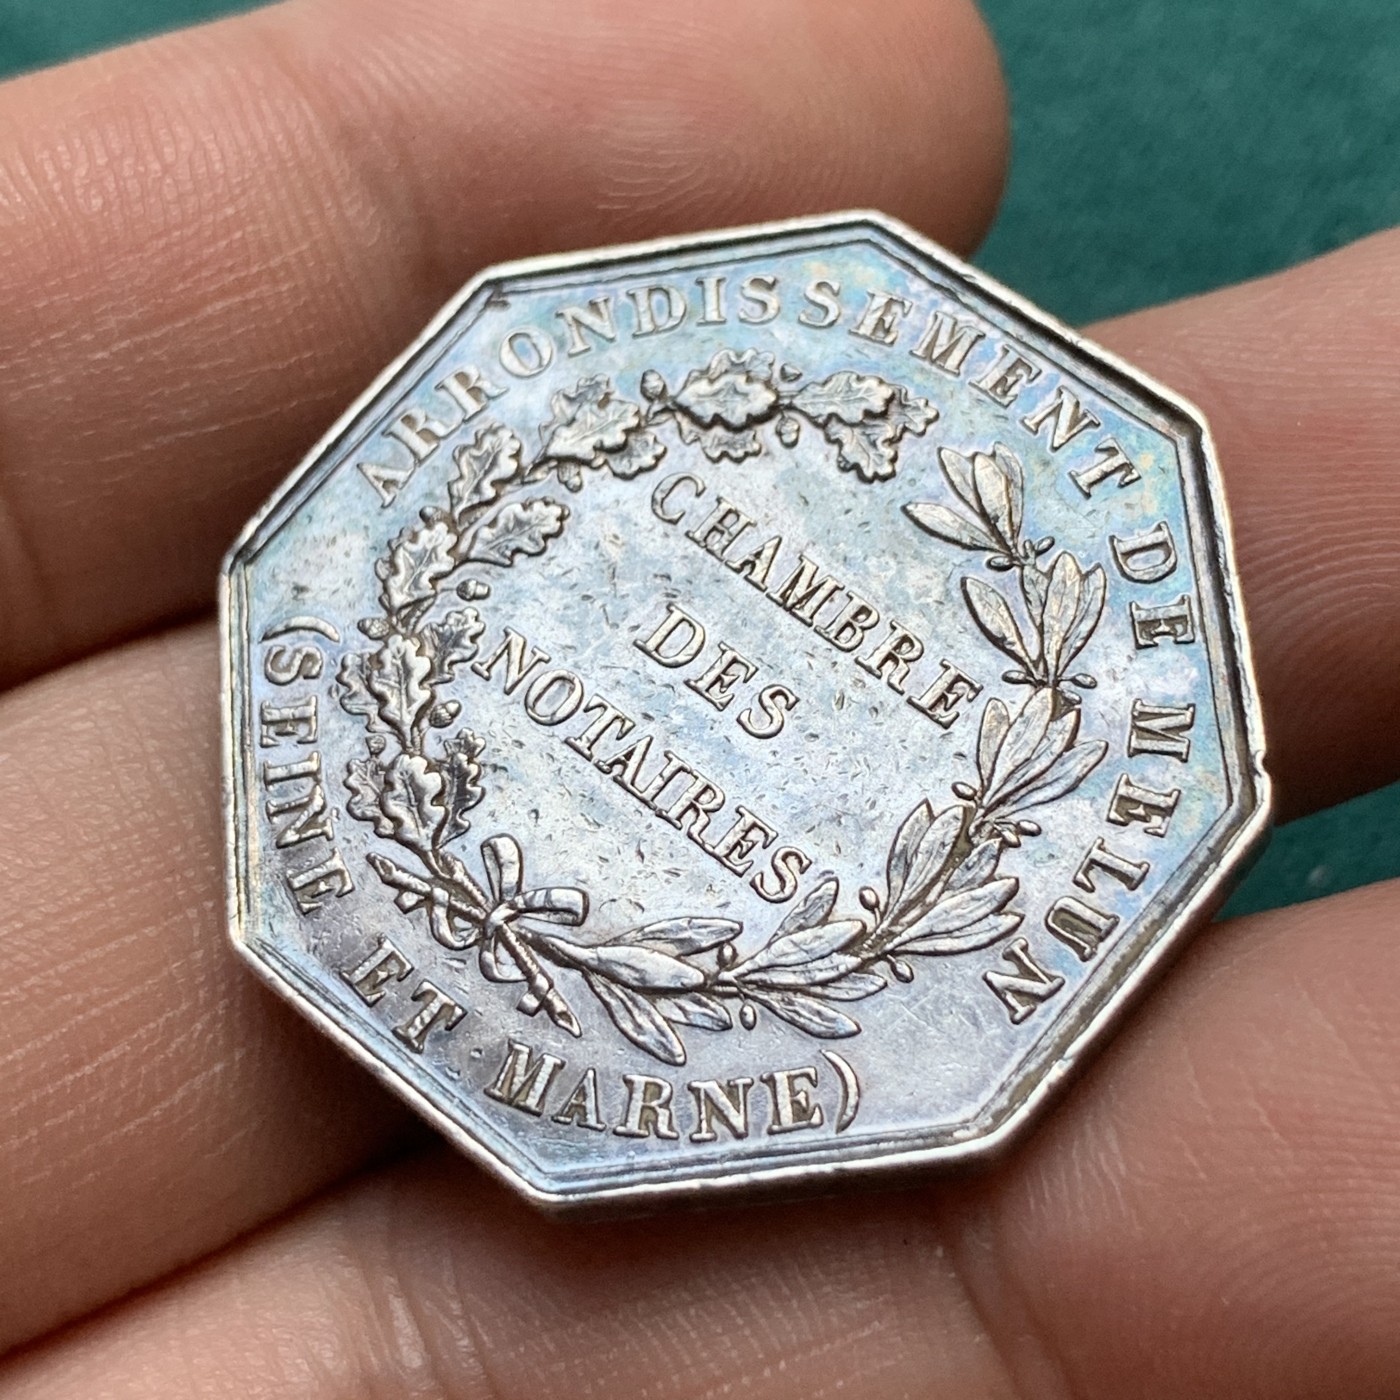 ARRONDISSEMENT DE MELUN
CHAMBRE
DES
NOTAIRES
(SEINE ET MARNE)